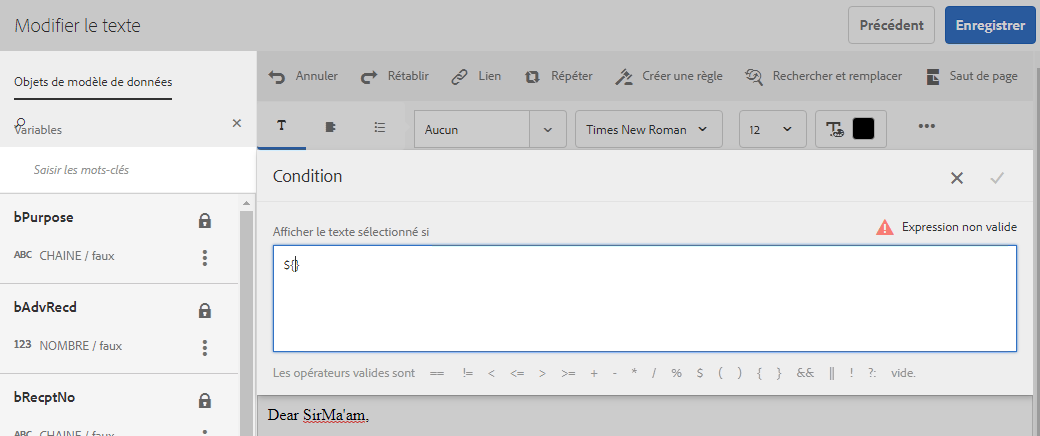 Modifier le texte
Précédent
Enregistrer
Objets de modèle de données
Variables
Saisir les mots-clés
bPurpose
ABC CHAINE / faux
bAdvRecd
123 NOMBRE / faux
bRecptNo
ABC CHAINE / faux
Annuler Rétablir Lien Répéter Créer une règle Rechercher et remplacer Saut de page
T Aucun Times New Roman 12 T •••
Condition
Afficher le texte sélectionné si
Expression non valide
${}
Les opérateurs valides sont == != < <= > >= + - * / % $ ( ) { } && || ! ?: vide.
Dear SirMa'am,